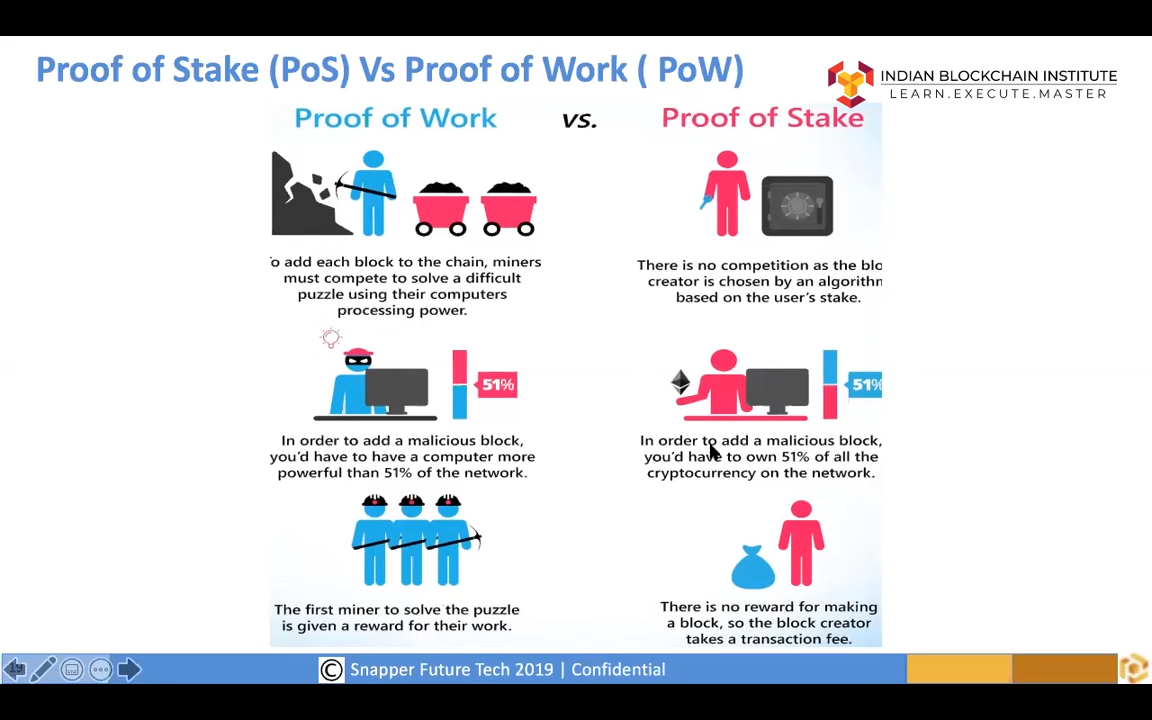 Proof of Stake (PoS) Vs Proof of Work ( PoW)
INDIAN BLOCKCHAIN INSTITUTE
LEARN.EXECUTE.MASTER
Proof of Work
vs.
Proof of Stake
o add each block to the chain, miners
must compete to solve a difficult
puzzle using their computers
processing power.
There is no competition as the blo
creator is chosen by an algorithm
based on the user's stake.
51%
51%
In order to add a malicious block,
you'd have to have a computer more
powerful than 51% of the network.
In order to add a malicious block,
you'd have to own 51% of all the
cryptocurrency on the network.
The first miner to solve the puzzle
is given a reward for their work.
There is no reward for making
a block, so the block creator
takes a transaction fee.
© Snapper Future Tech 2019 | Confidential